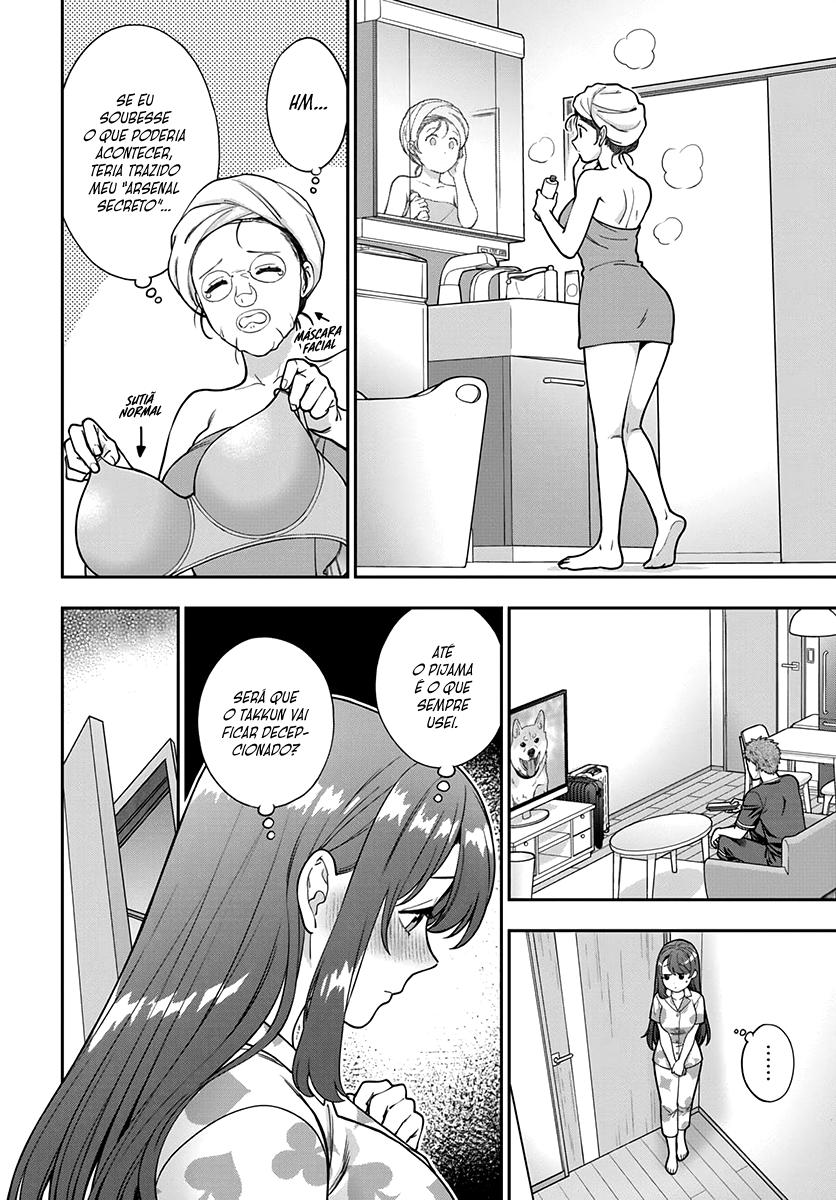 HM...
SE EU
SOUBESSE
O QUE PODERIA
ACONTECER,
TERIA TRAZIDO
MEU "ARSENAL
SECRETO"...
MÁSCARA
FACIAL
SUTIÃ
NORMAL
......
ATÉ
O PIJAMA
É O QUE
SEMPRE
USEI.
SERÁ QUE
O TAKKUN VAI
FICAR DECEP-
CIONADO?